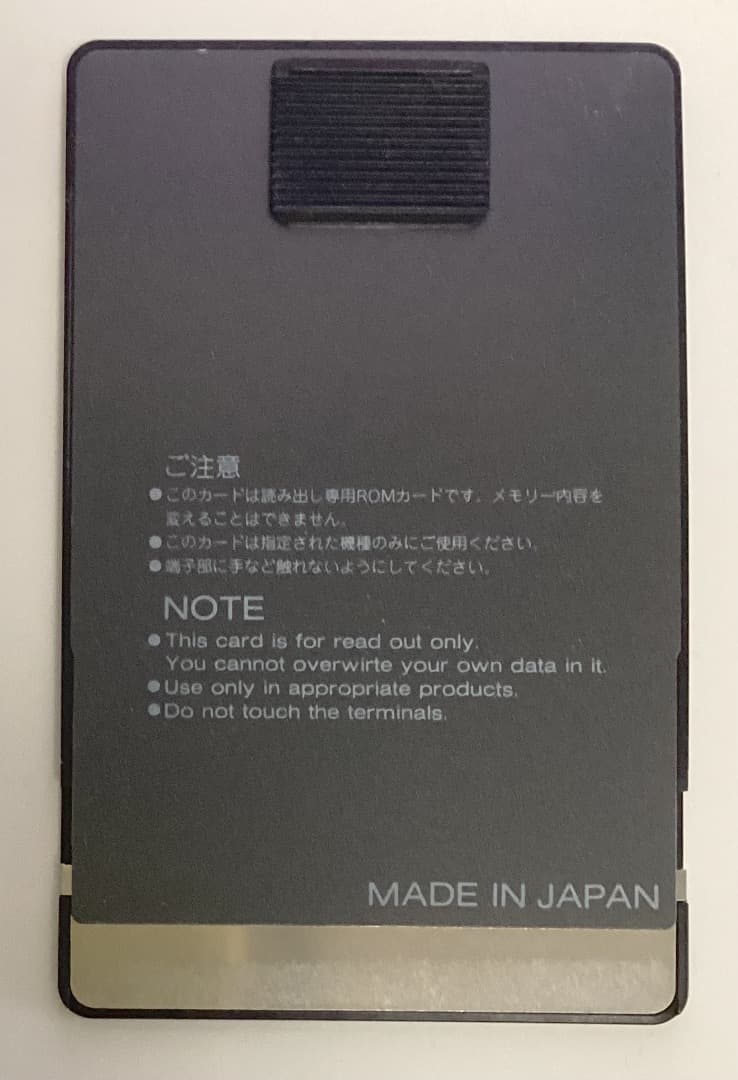 ご注意
●このカードは読み出し専用ROMカードです。メモリー内容を
変えることはできません。
●このカードは指定された機種のみにご使用ください。
●端子部に手など触れないようにしてください。
NOTE
●This card is for read out only.
You cannot overwirte your own data in it.
●Use only in appropriate products.
●Do not touch the terminals.
MADE IN JAPAN